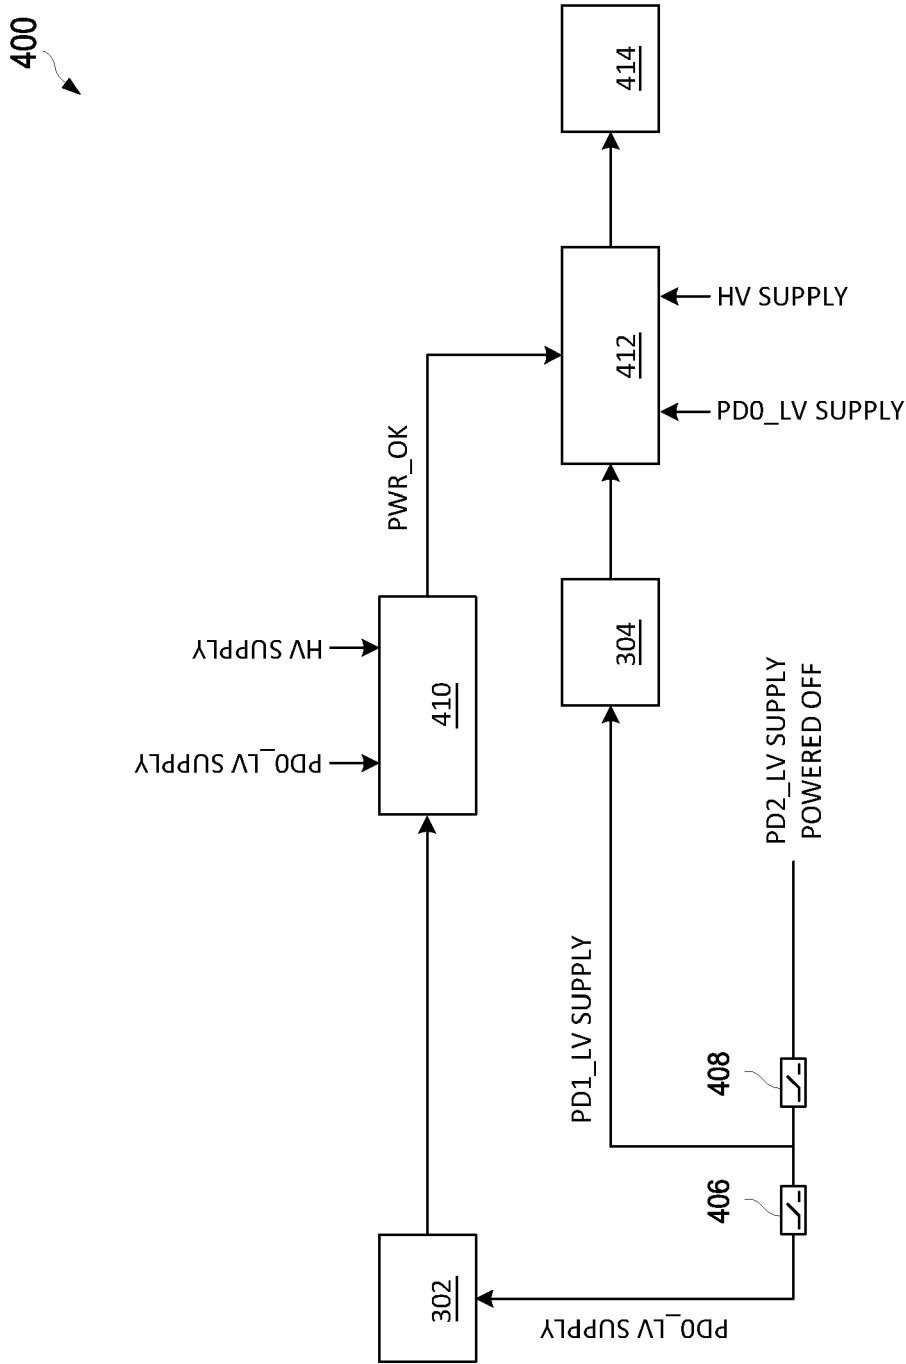 400
414
HV SUPPLY
412
PD0_LV SUPPLY
PWR_OK
HV SUPPLY
304
410
PD0_LV SUPPLY
PD2_LV SUPPLY
POWERED OFF
PD1_LV SUPPLY
408
406
302
PD0_LV SUPPLY